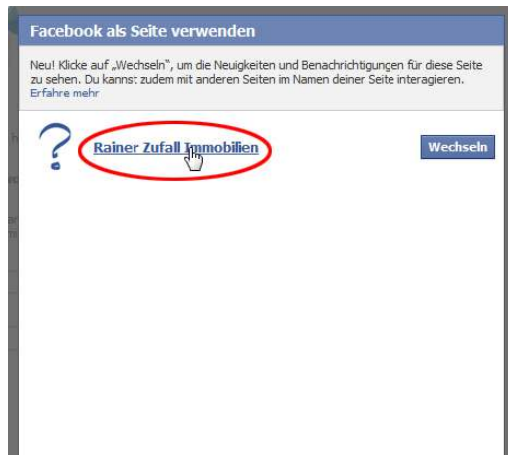 Facebook als Seite verwenden
Neu! Klicke auf „Wechseln“, um die Neuigkeiten und Benachrichtigungen für diese Seite
zu sehen. Du kannst zudem mit anderen Seiten im Namen deiner Seite interagieren.
Erfahre mehr
?
Rainer Zufall Immobilien
Wechseln